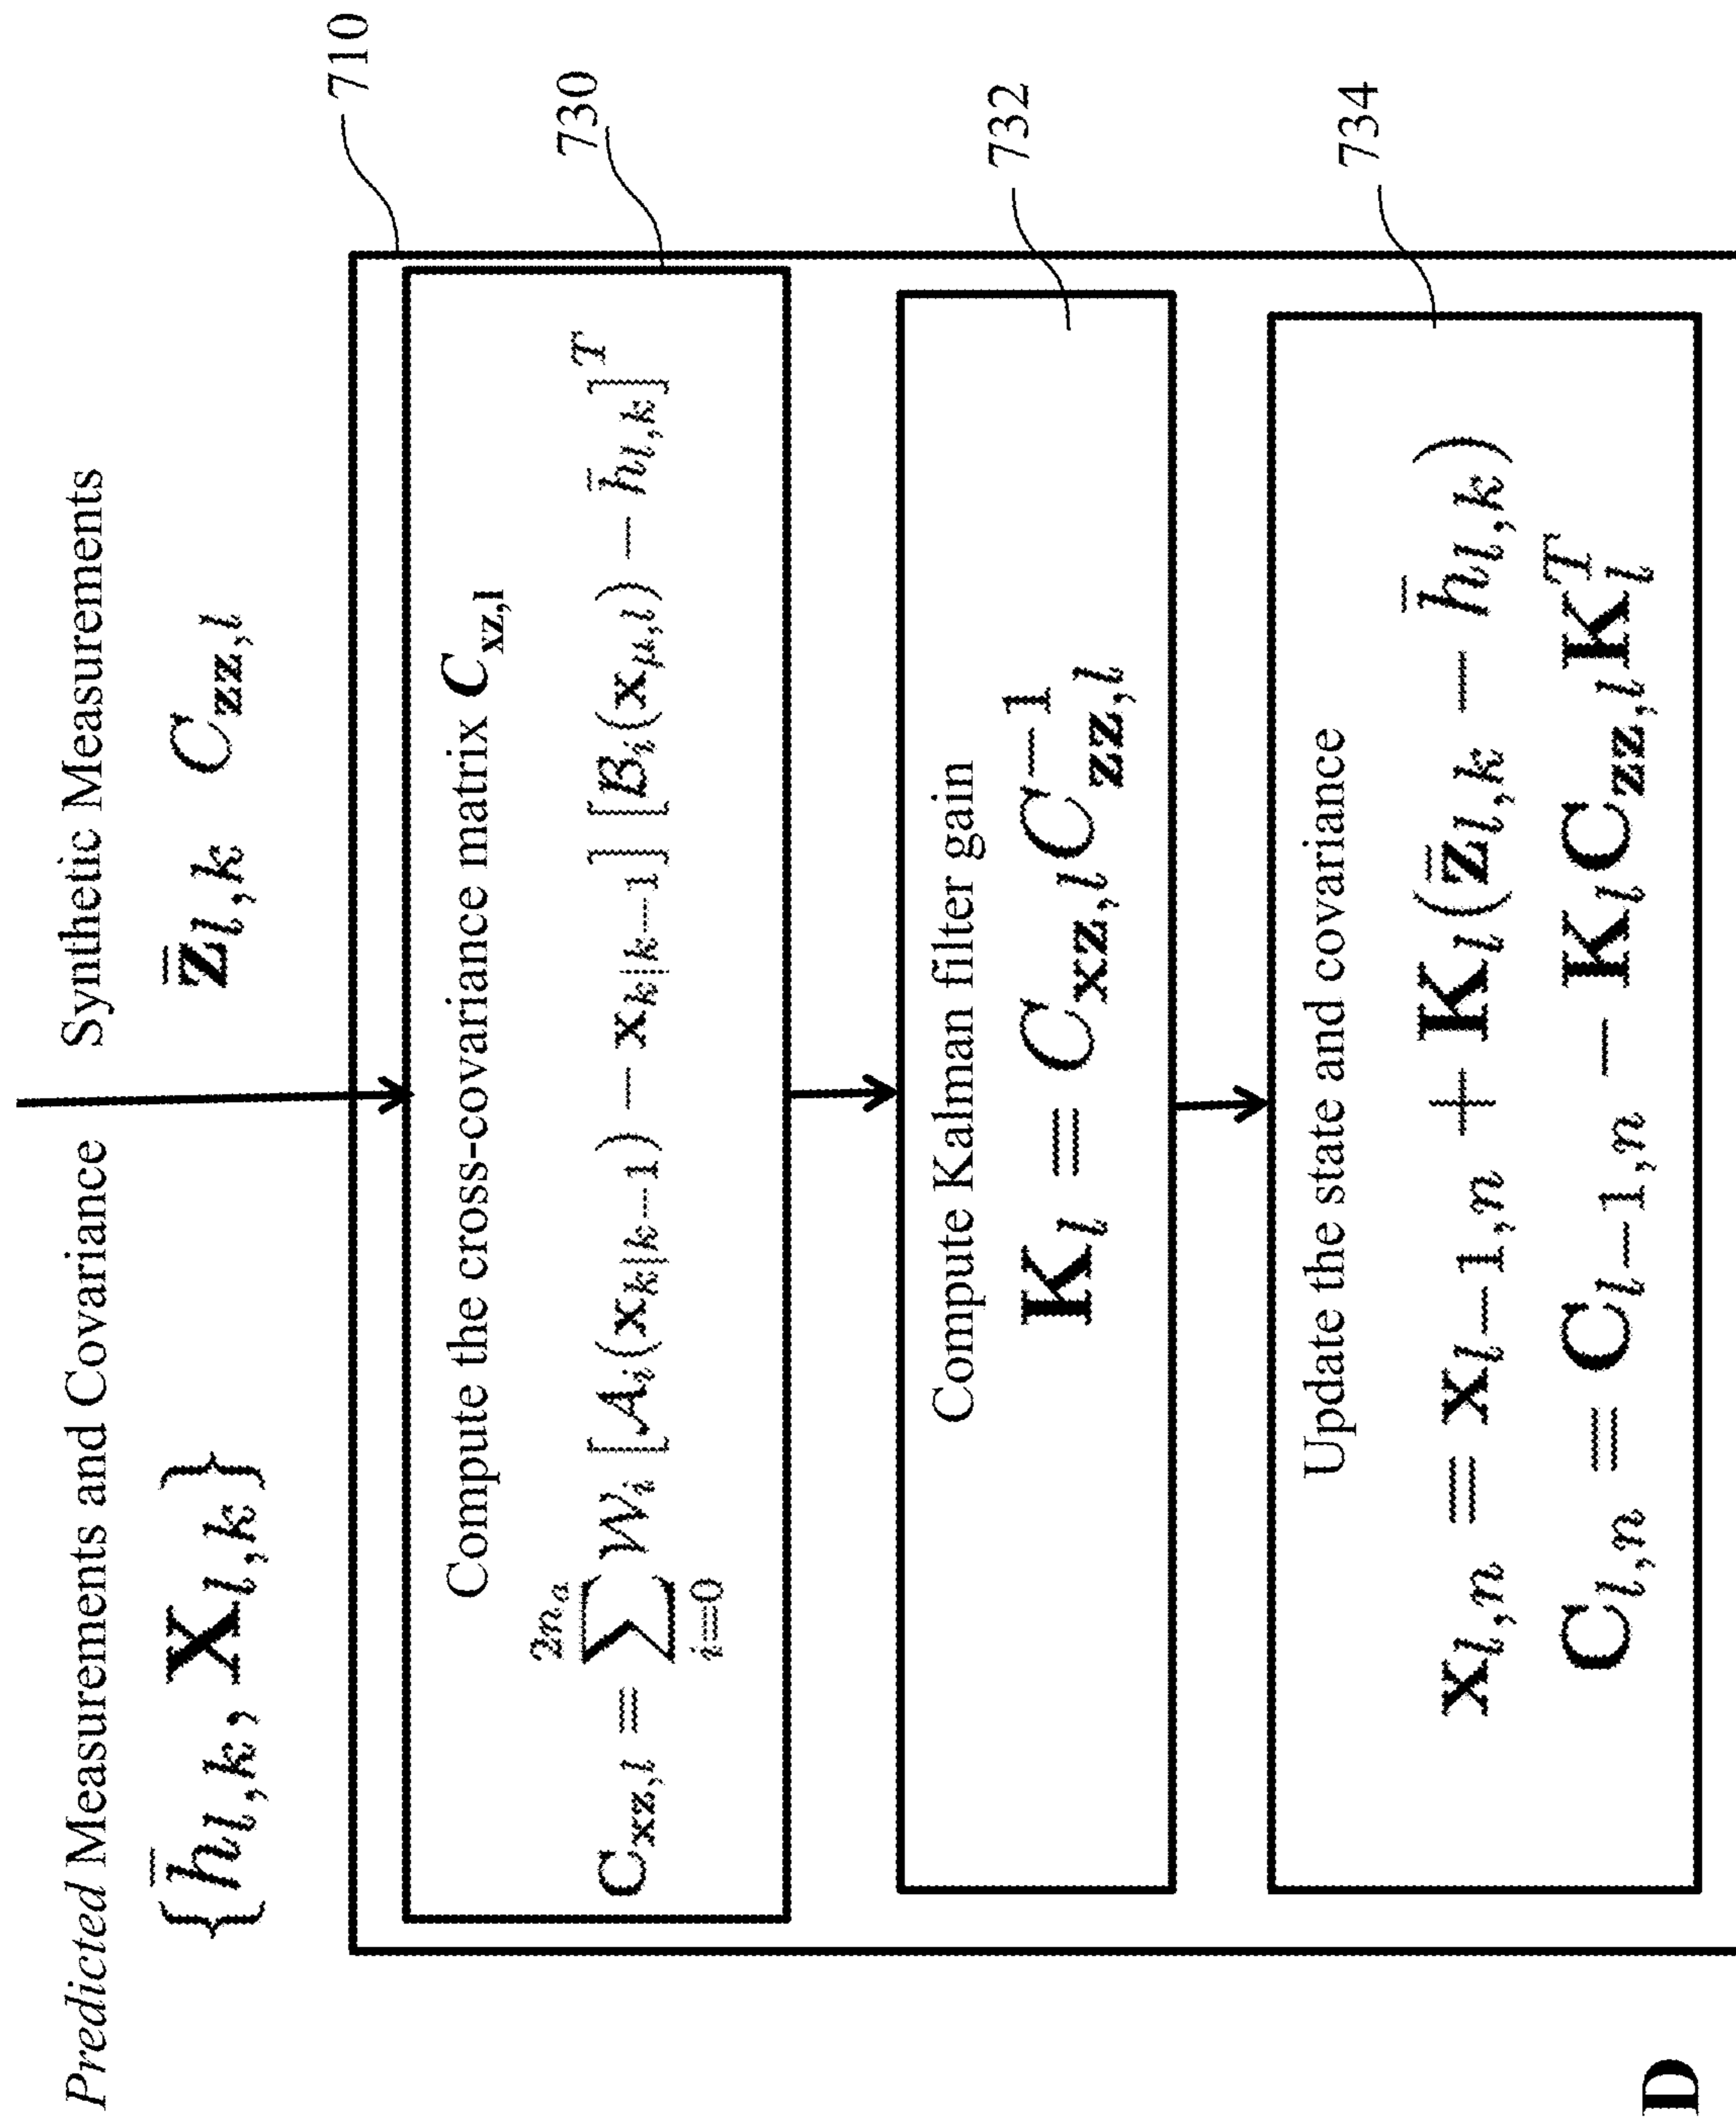 Predicted Measurements and Covariance Synthetic Measurements
{h̄_{l,k}, X_{l,k}} z̿_{l,k} C_{zz,l}
710
Compute the cross-covariance matrix C_{xz,l}
730
C_{xz,l} = ∑_{i=0}^{2n_a} W_i [A_i(x_{k|k-1}) − x_{k|k-1}] [B_i(x_{μ,l}) − h̄_{l,k}]^T
Compute Kalman filter gain
732
K_l = C_{xz,l} C_{zz,l}^{-1}
Update the state and covariance
734
x_{l,n} = x_{l-1,n} + K_l(z̿_{l,k} − h̄_{l,k})
C_{l,n} = C_{l-1,n} − K_l C_{zz,l} K_l^T
D